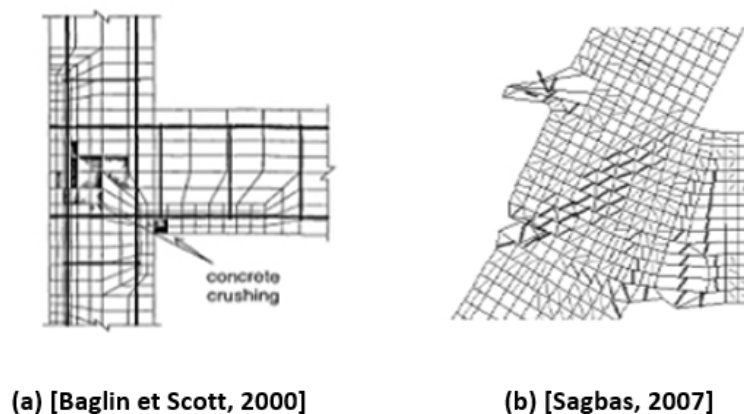 concrete
crushing
(a) [Baglin et Scott, 2000]
(b) [Sagbas, 2007]